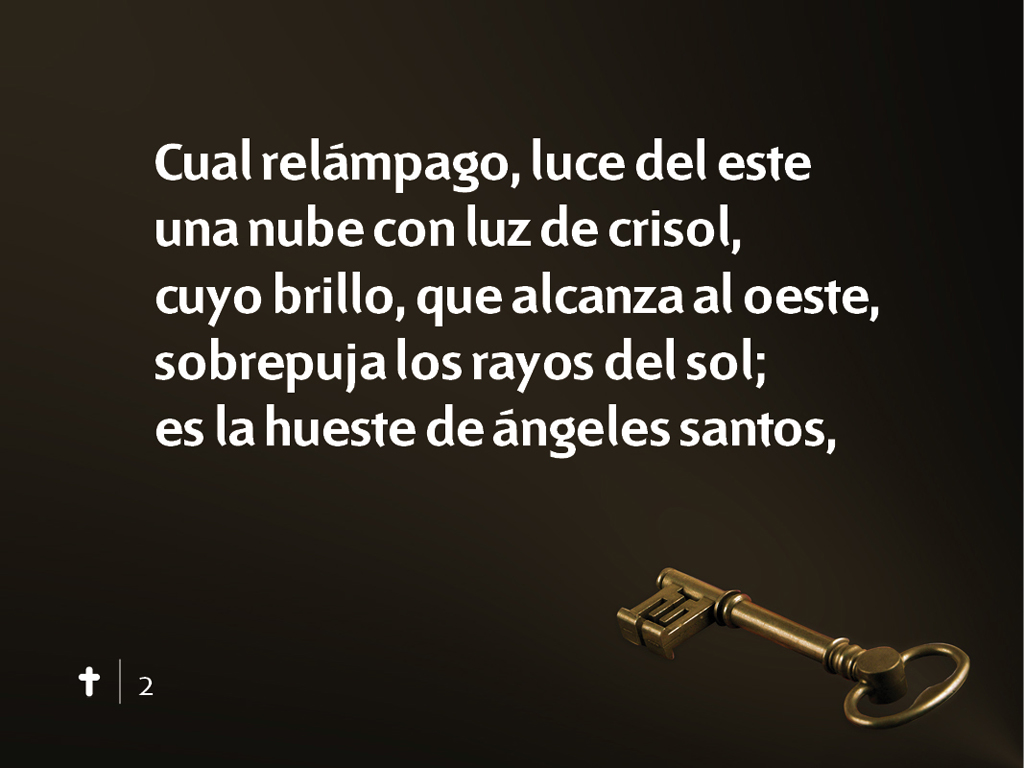 Cual relámpago, luce del este
una nube con luz de crisol,
cuyo brillo, que alcanza al oeste,
sobrepuja los rayos del sol;
es la hueste de ángeles santos,
2